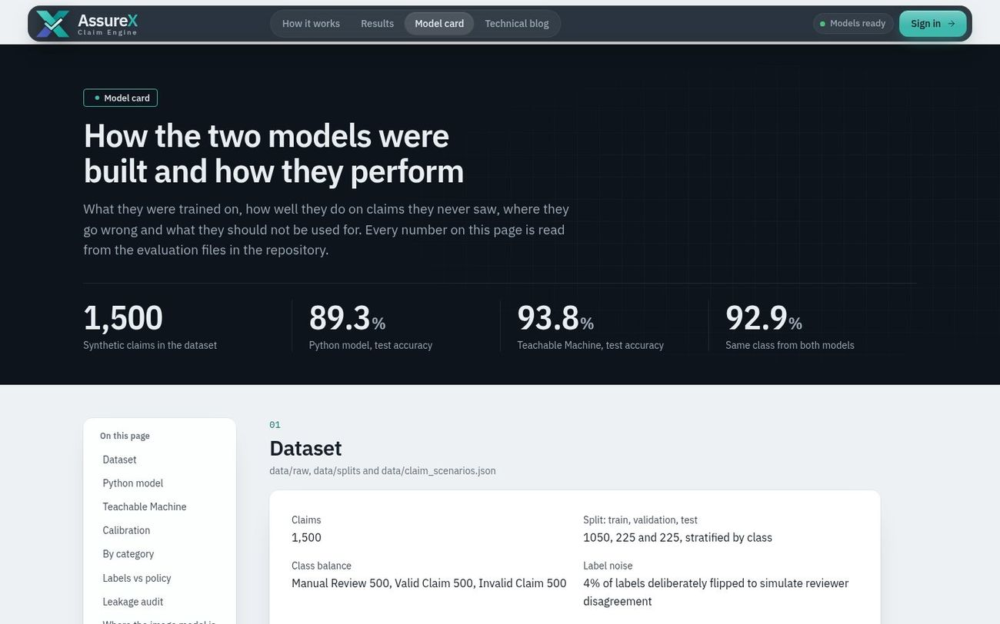 AssureX
Claim Engine
How it works
Results
Model card
Technical blog
Models ready
Sign in →
Model card
How the two models were
built and how they perform
What they were trained on, how well they do on claims they never saw, where they
go wrong and what they should not be used for. Every number on this page is read
from the evaluation files in the repository.
1,500
Synthetic claims in the dataset
89.3%
Python model, test accuracy
93.8%
Teachable Machine, test accuracy
92.9%
Same class from both models
On this page
Dataset
Python model
Teachable Machine
Calibration
By category
Labels vs policy
Leakage audit
Where the image model is
01
Dataset
data/raw, data/splits and data/claim_scenarios.json
Claims
1,500
Split: train, validation, test
1050, 225 and 225, stratified by class
Class balance
Manual Review 500, Valid Claim 500, Invalid Claim 500
Label noise
4% of labels deliberately flipped to simulate reviewer
disagreement